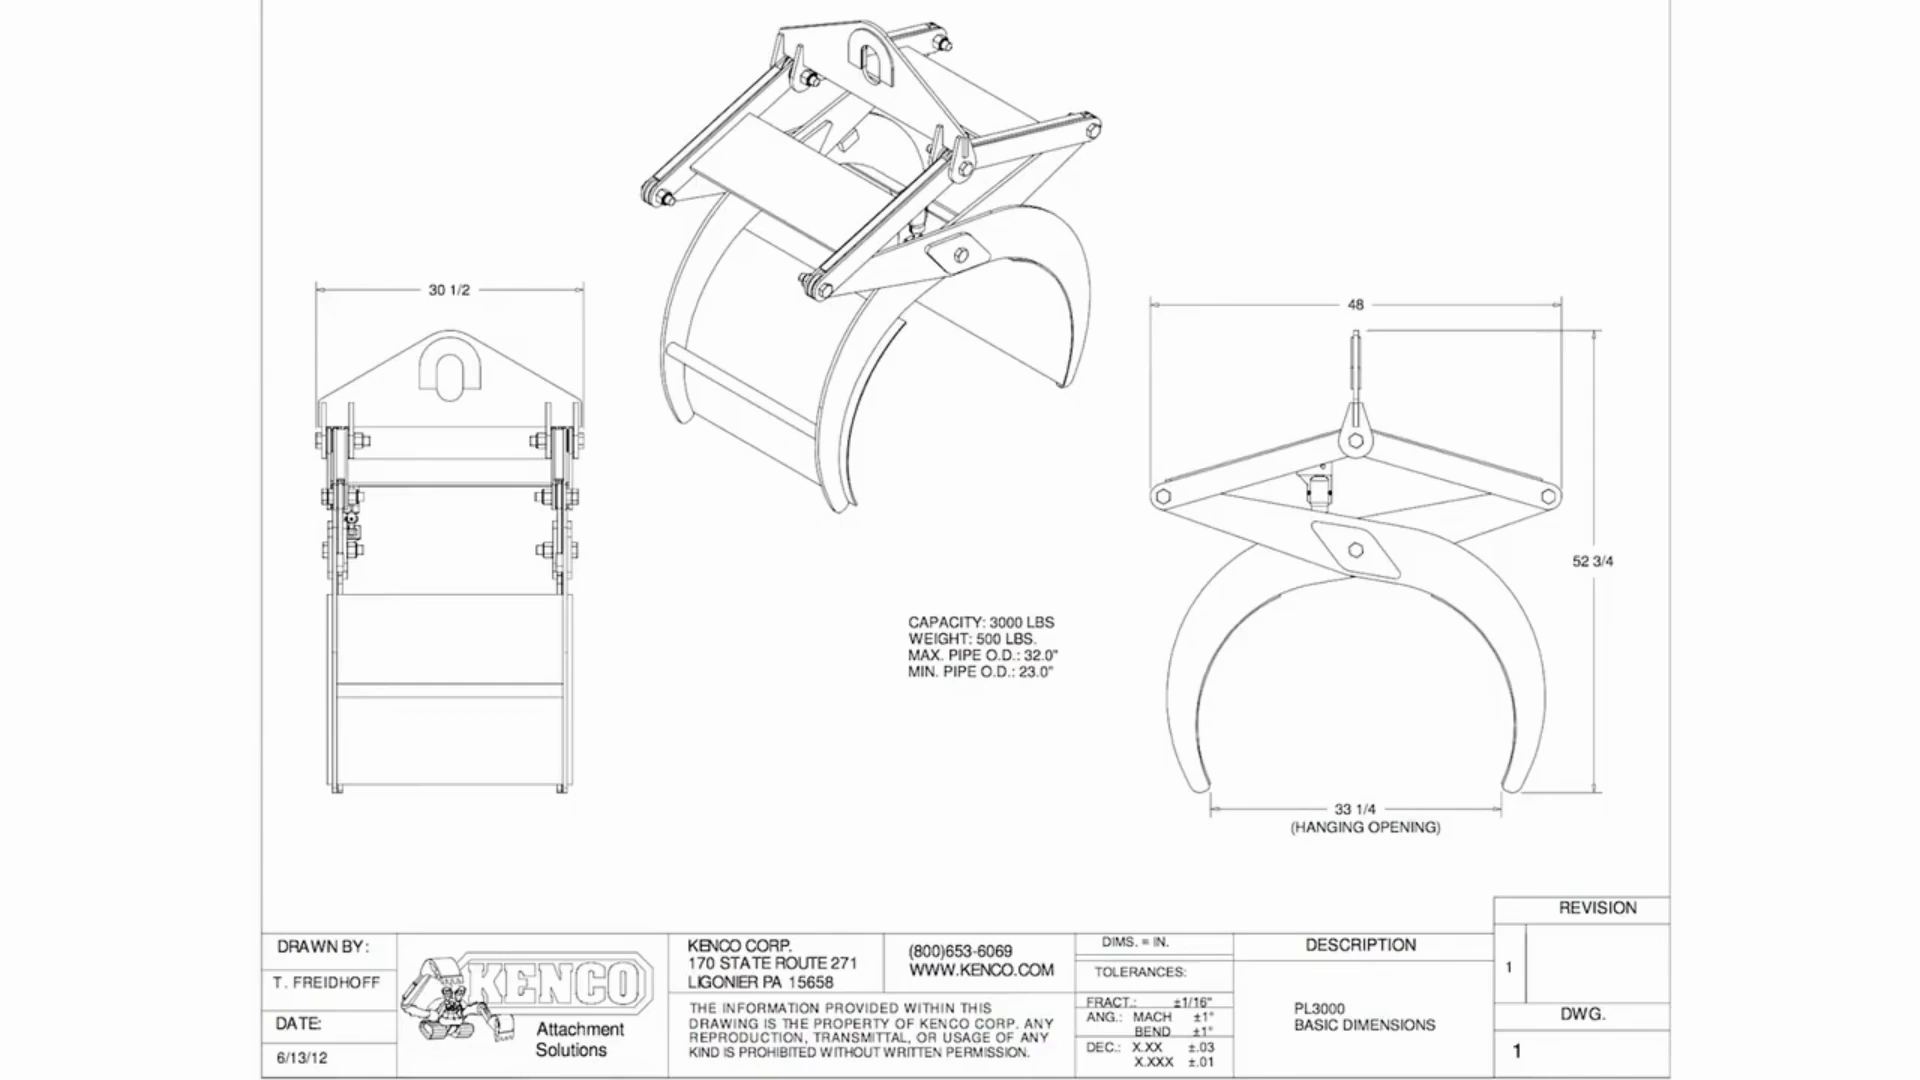 30 1/2
48
52 3/4
CAPACITY: 3000 LBS
WEIGHT: 500 LBS.
MAX. PIPE O.D.: 32.0"
MIN. PIPE O.D.: 23.0"
33 1/4
(HANGING OPENING)
REVISION
1
DWG.
1
DRAWN BY:
T. FREIDHOFF
DATE:
6/13/12
KENCO
Attachment
Solutions
KENCO CORP.
170 STATE ROUTE 271
LIGONIER PA 15658
(800)653-6069
WWW.KENCO.COM
THE INFORMATION PROVIDED WITHIN THIS
DRAWING IS THE PROPERTY OF KENCO CORP. ANY
REPRODUCTION, TRANSMITTAL, OR USAGE OF ANY
KIND IS PROHIBITED WITHOUT WRITTEN PERMISSION.
DIMS. = IN.
TOLERANCES:
FRACT.: ±1/16"
ANG.: MACH ±1°
BEND ±1°
DEC.: X.XX ±.03
X.XXX ±.01
DESCRIPTION
PL3000
BASIC DIMENSIONS